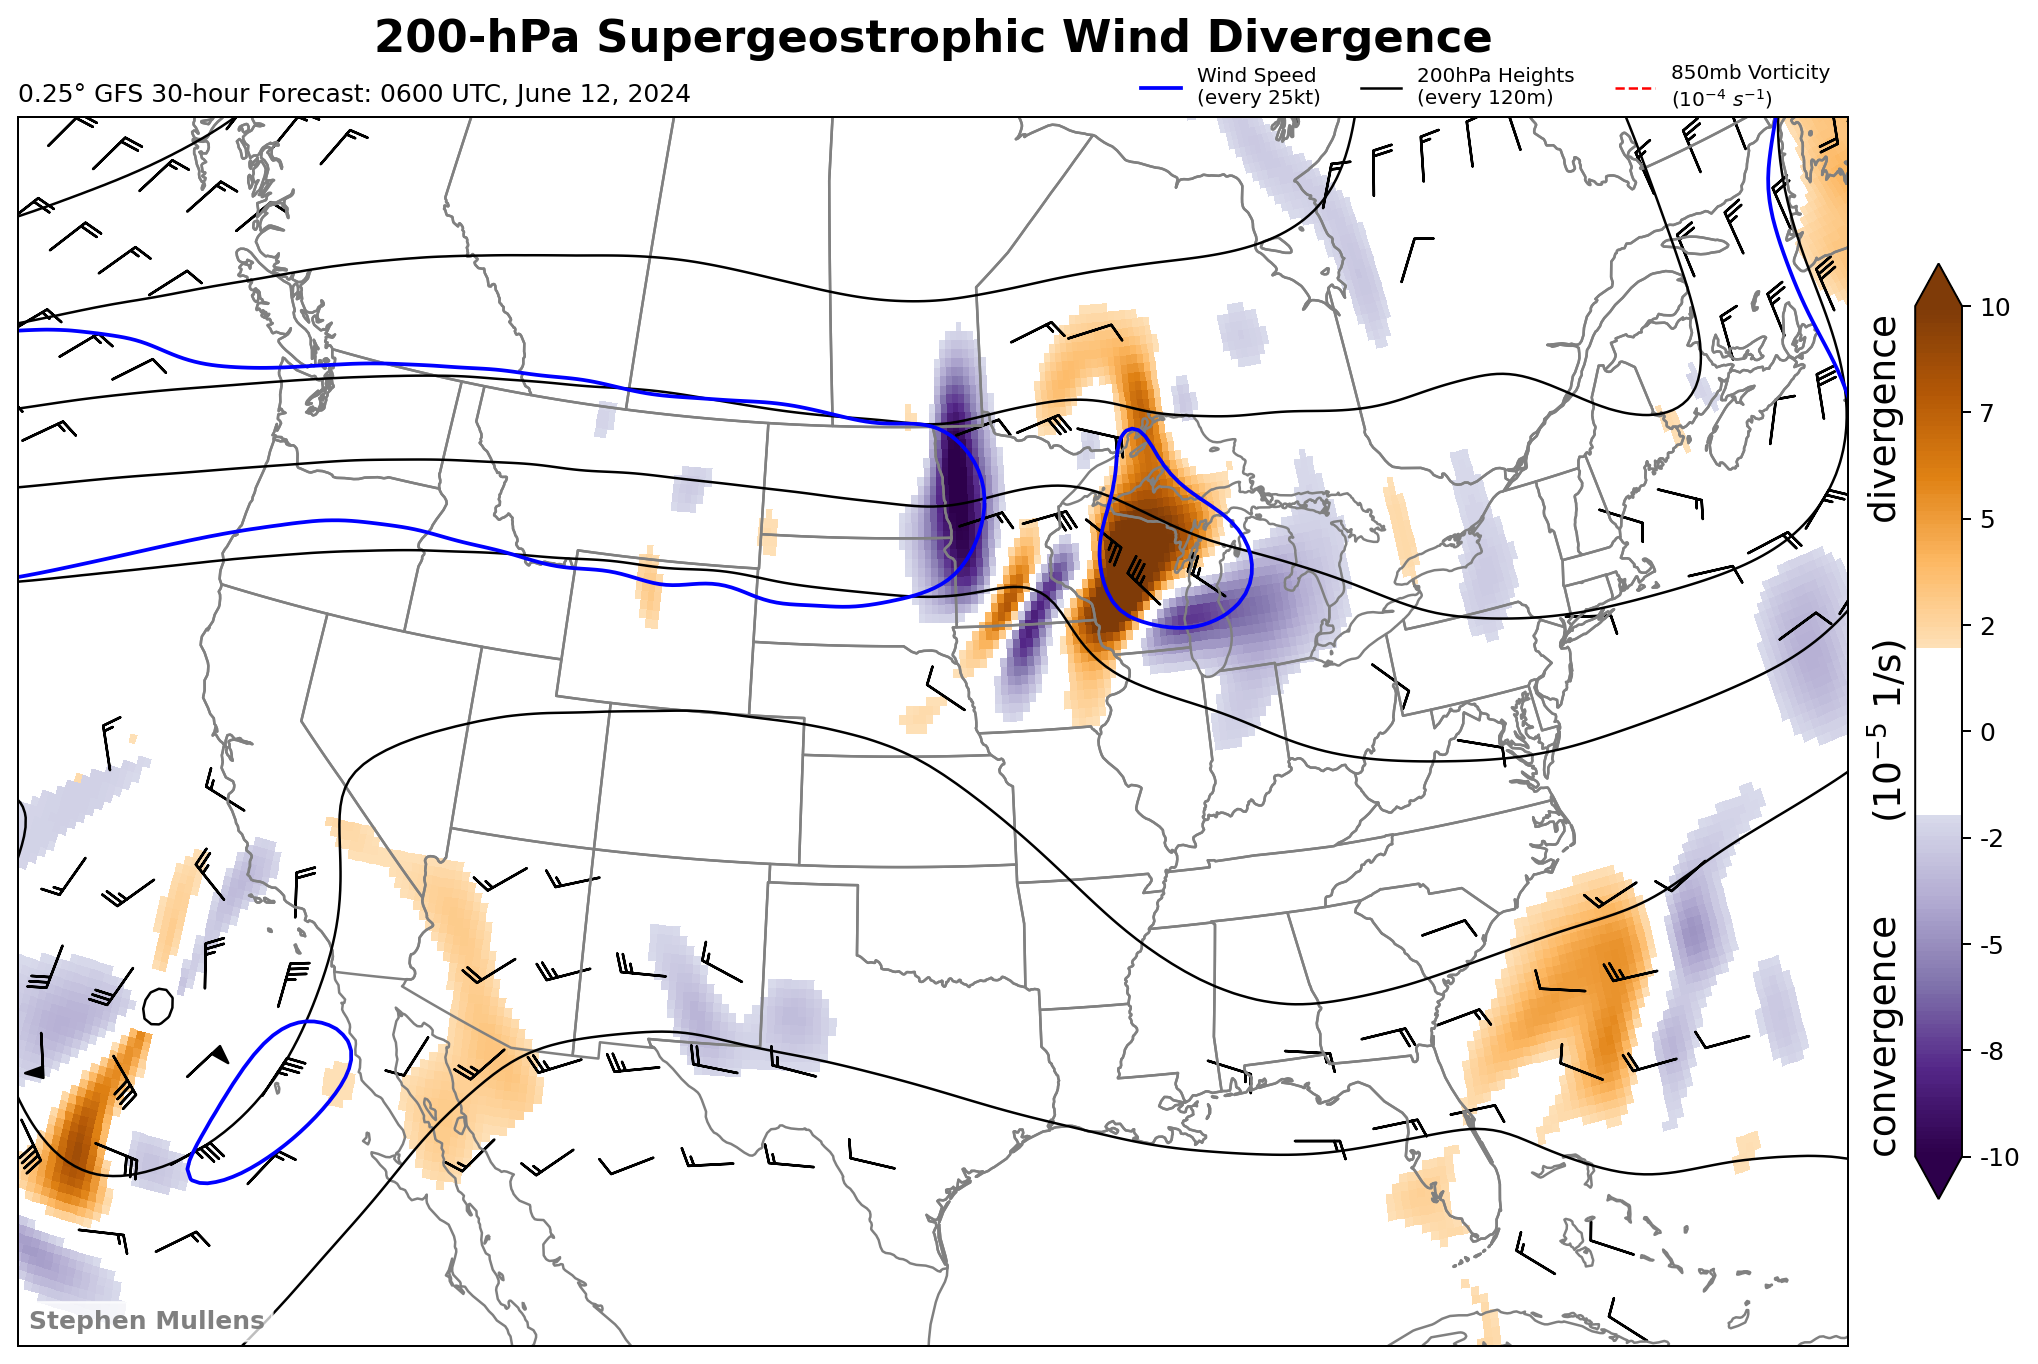 200-hPa Supergeostrophic Wind Divergence
0.25° GFS 30-hour Forecast: 0600 UTC, June 12, 2024
Wind Speed
(every 25kt)
200hPa Heights
(every 120m)
850mb Vorticity
(10⁻⁴ s⁻¹)
10
7
5
2
0
-2
-5
-8
-10
convergence (10⁻⁵ 1/s) divergence
Stephen Mullens